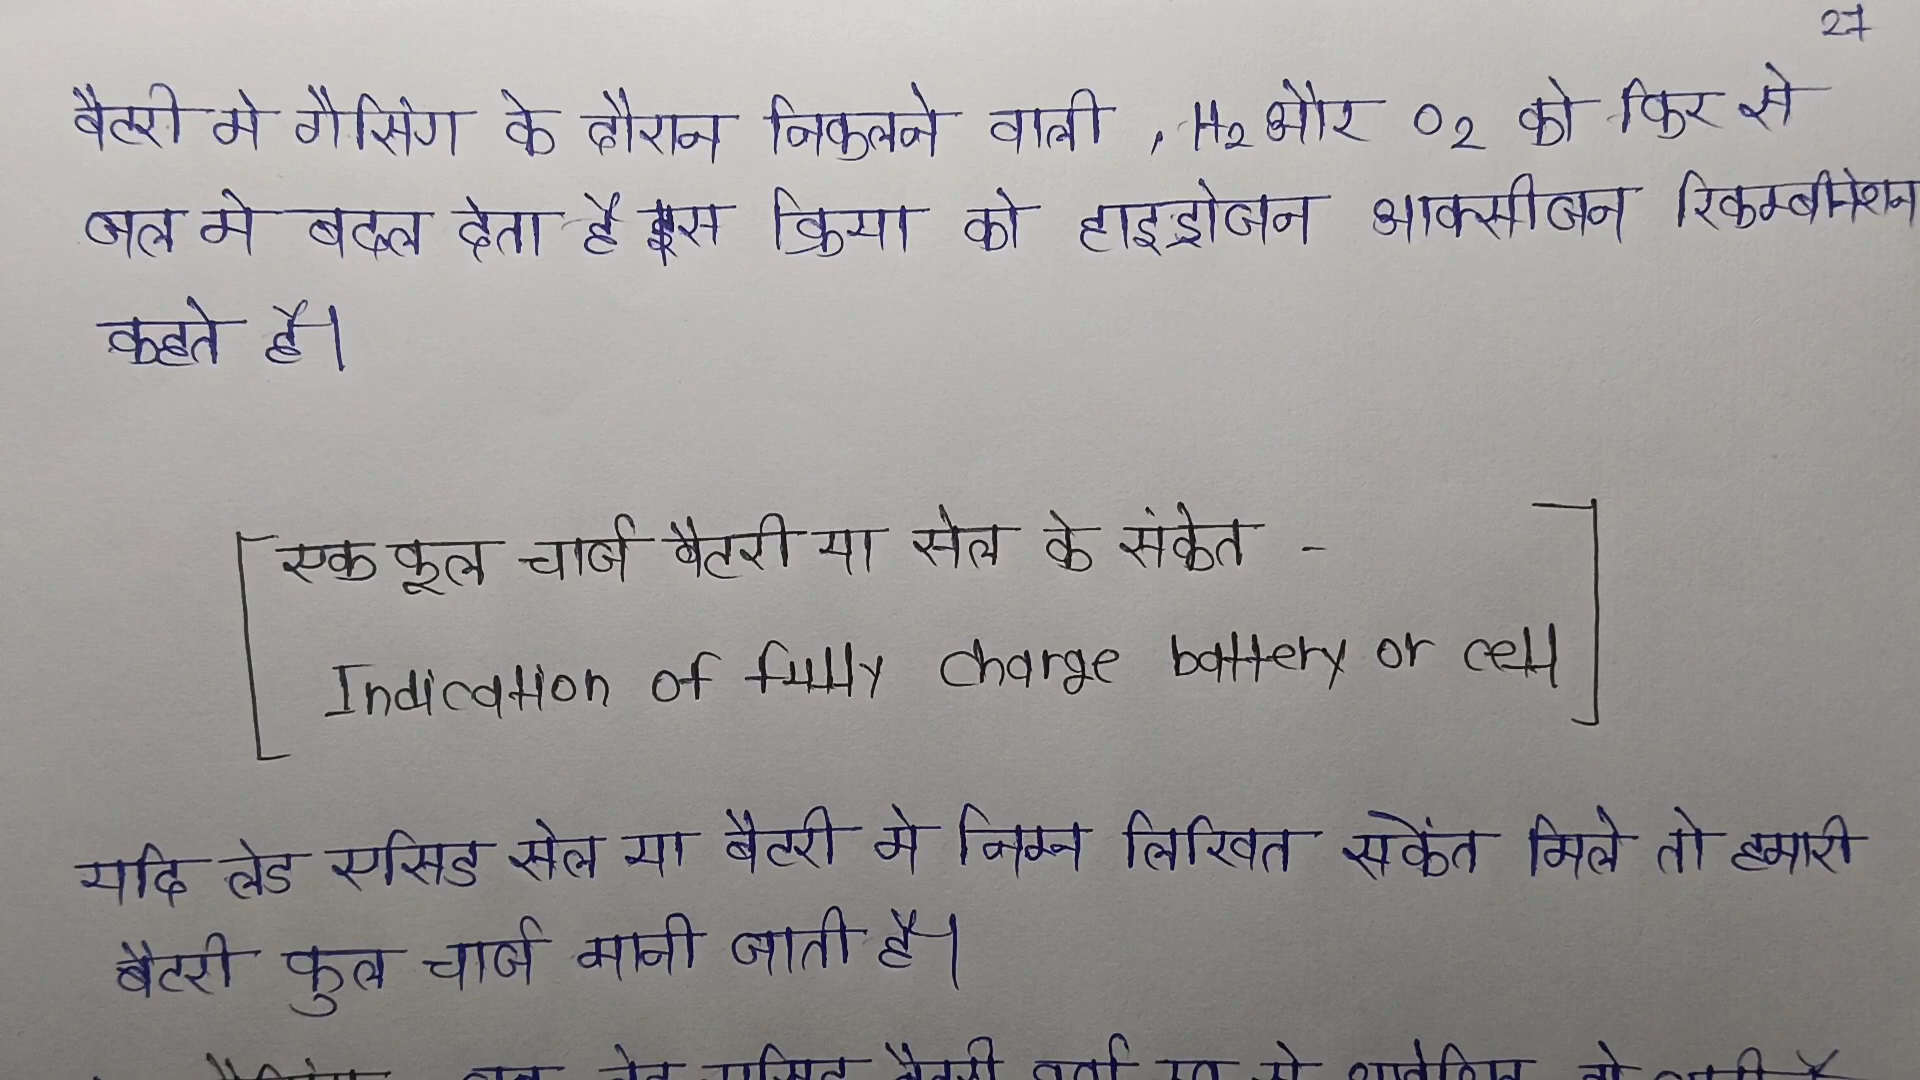 27
बैटरी मे गैसिंग के दौरान निकलने वाली , H₂ और O₂ को फिर से
जल मे बदल देता है इस क्रिया को हाइड्रोजन आक्सीजन रिकम्बीनेशन
कहते है।
एक फूल चार्ज बैटरी या सेल के संकेत -
Indication of fully charge battery or cell
यदि लेड एसिड सेल या बैटरी मे निम्न लिखित सकेंत मिले तो हमारी
बैटरी फुल चार्ज मानी जाती है।